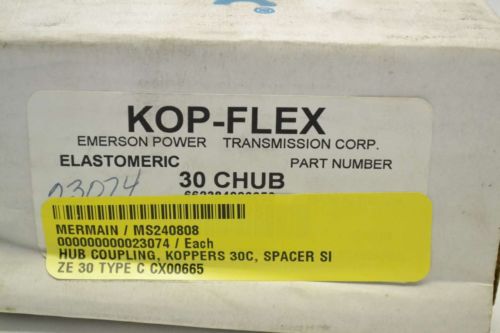 KOP-FLEX
EMERSON POWER TRANSMISSION CORP.
ELASTOMERIC PART NUMBER
03074 30 CHUB
MERMAIN / MS240808
000000000023074 / Each
HUB COUPLING, KOPPERS 30C, SPACER SI
ZE 30 TYPE C CX00665